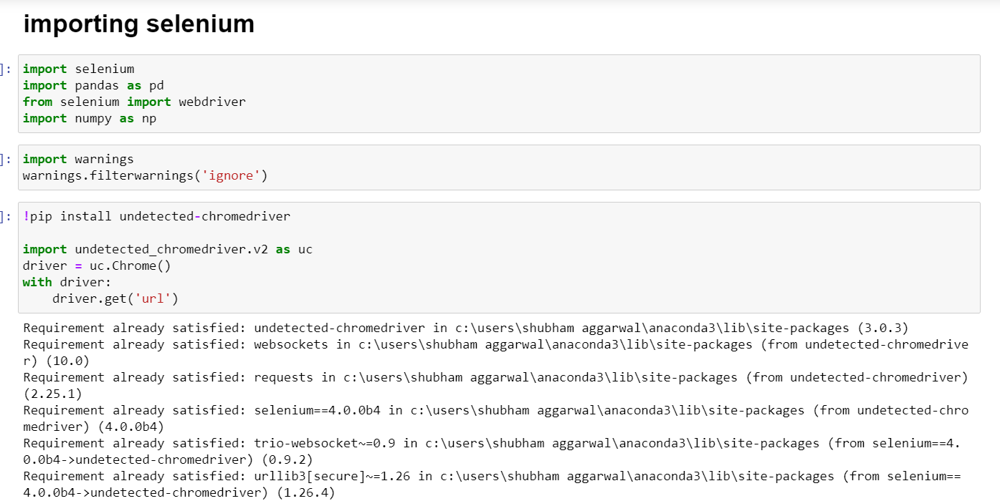 importing selenium
]:
import selenium
import pandas as pd
from selenium import webdriver
import numpy as np
]:
import warnings
warnings.filterwarnings('ignore')
]:
!pip install undetected-chromedriver
import undetected_chromedriver.v2 as uc
driver = uc.Chrome()
with driver:
    driver.get('url')
Requirement already satisfied: undetected-chromedriver in c:\users\shubham aggarwal\anaconda3\lib\site-packages (3.0.3)
Requirement already satisfied: websockets in c:\users\shubham aggarwal\anaconda3\lib\site-packages (from undetected-chromedrive
r) (10.0)
Requirement already satisfied: requests in c:\users\shubham aggarwal\anaconda3\lib\site-packages (from undetected-chromedriver)
(2.25.1)
Requirement already satisfied: selenium==4.0.0b4 in c:\users\shubham aggarwal\anaconda3\lib\site-packages (from undetected-chro
medriver) (4.0.0b4)
Requirement already satisfied: trio-websocket~=0.9 in c:\users\shubham aggarwal\anaconda3\lib\site-packages (from selenium==4.
0.0b4->undetected-chromedriver) (0.9.2)
Requirement already satisfied: urllib3[secure]~=1.26 in c:\users\shubham aggarwal\anaconda3\lib\site-packages (from selenium==
4.0.0b4->undetected-chromedriver) (1.26.4)